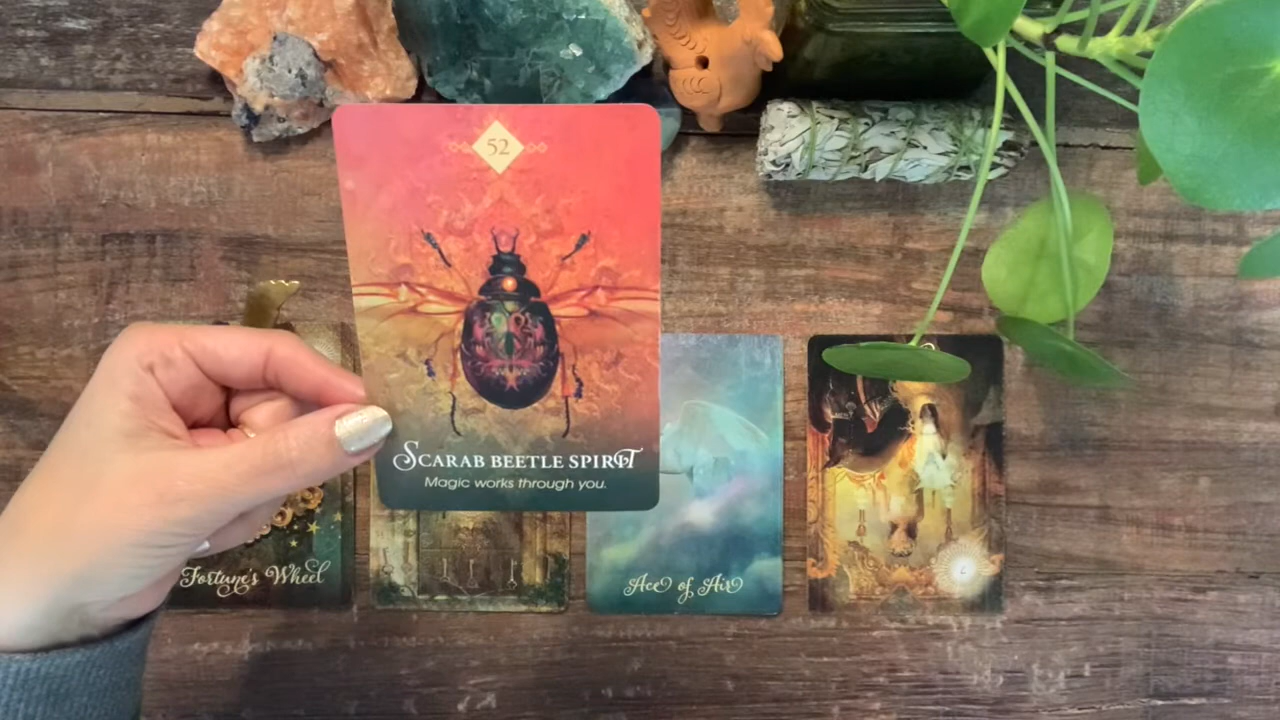 52
Scarab Beetle Spirit
Magic works through you.
Fortune's Wheel
Ace of Air